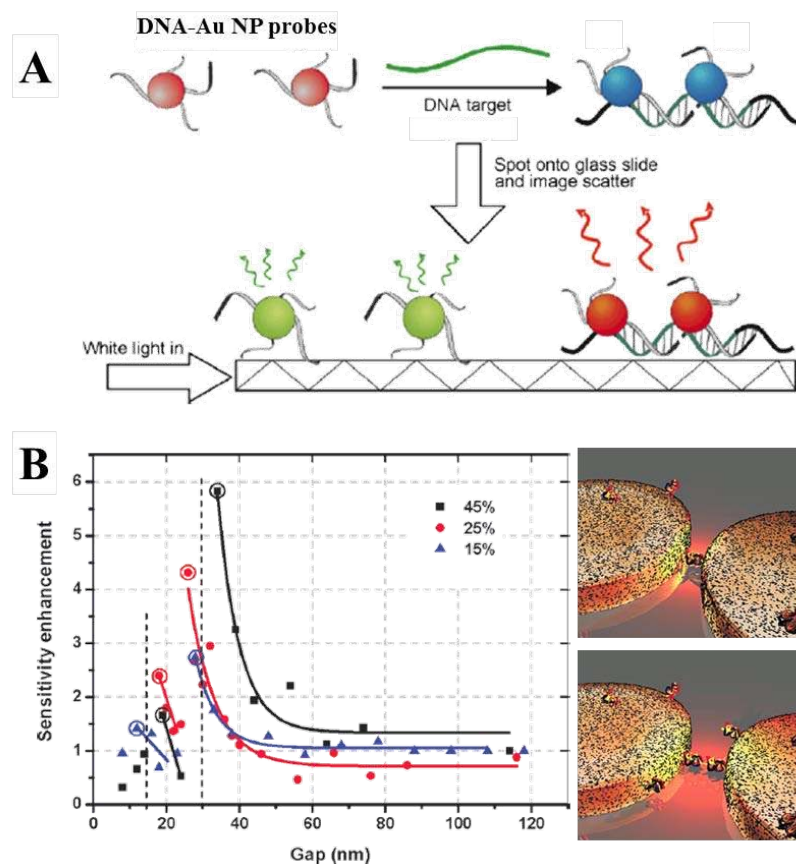 A
DNA-Au NP probes
DNA target
Spot onto glass slide
and image scatter
White light in
B
Sensitivity enhancement
6
5
4
3
2
1
0
45%
25%
15%
0 20 40 60 80 100 120
Gap (nm)